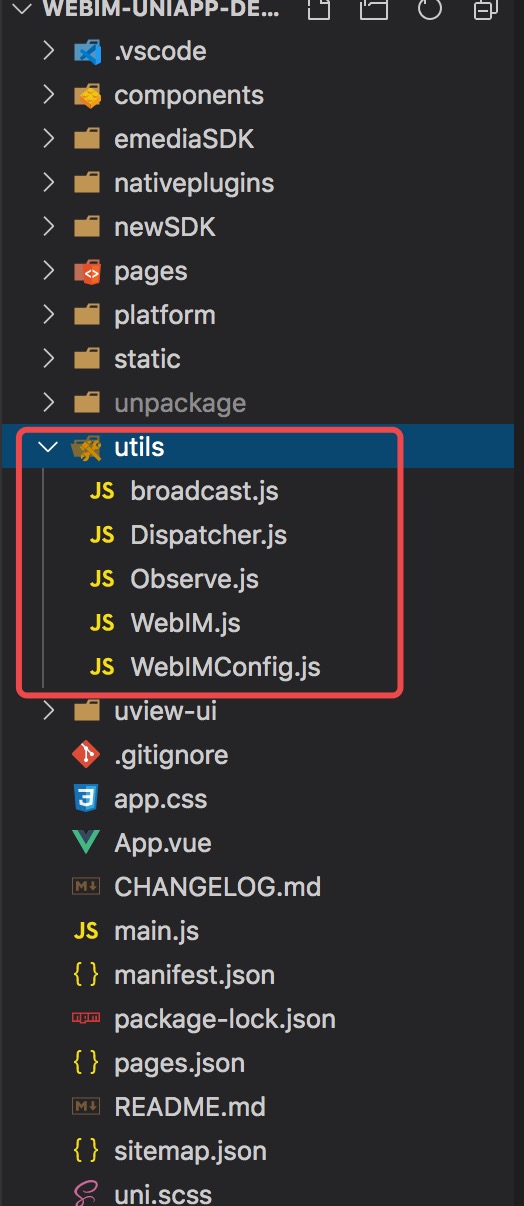 WEBIM-UNIAPP-DE...
.vscode
components
emediaSDK
nativeplugins
newSDK
pages
platform
static
unpackage
utils
JS broadcast.js
JS Dispatcher.js
JS Observe.js
JS WebIM.js
JS WebIMConfig.js
uview-ui
.gitignore
app.css
App.vue
CHANGELOG.md
JS main.js
{ } manifest.json
package-lock.json
{ } pages.json
README.md
{ } sitemap.json
uni.scss